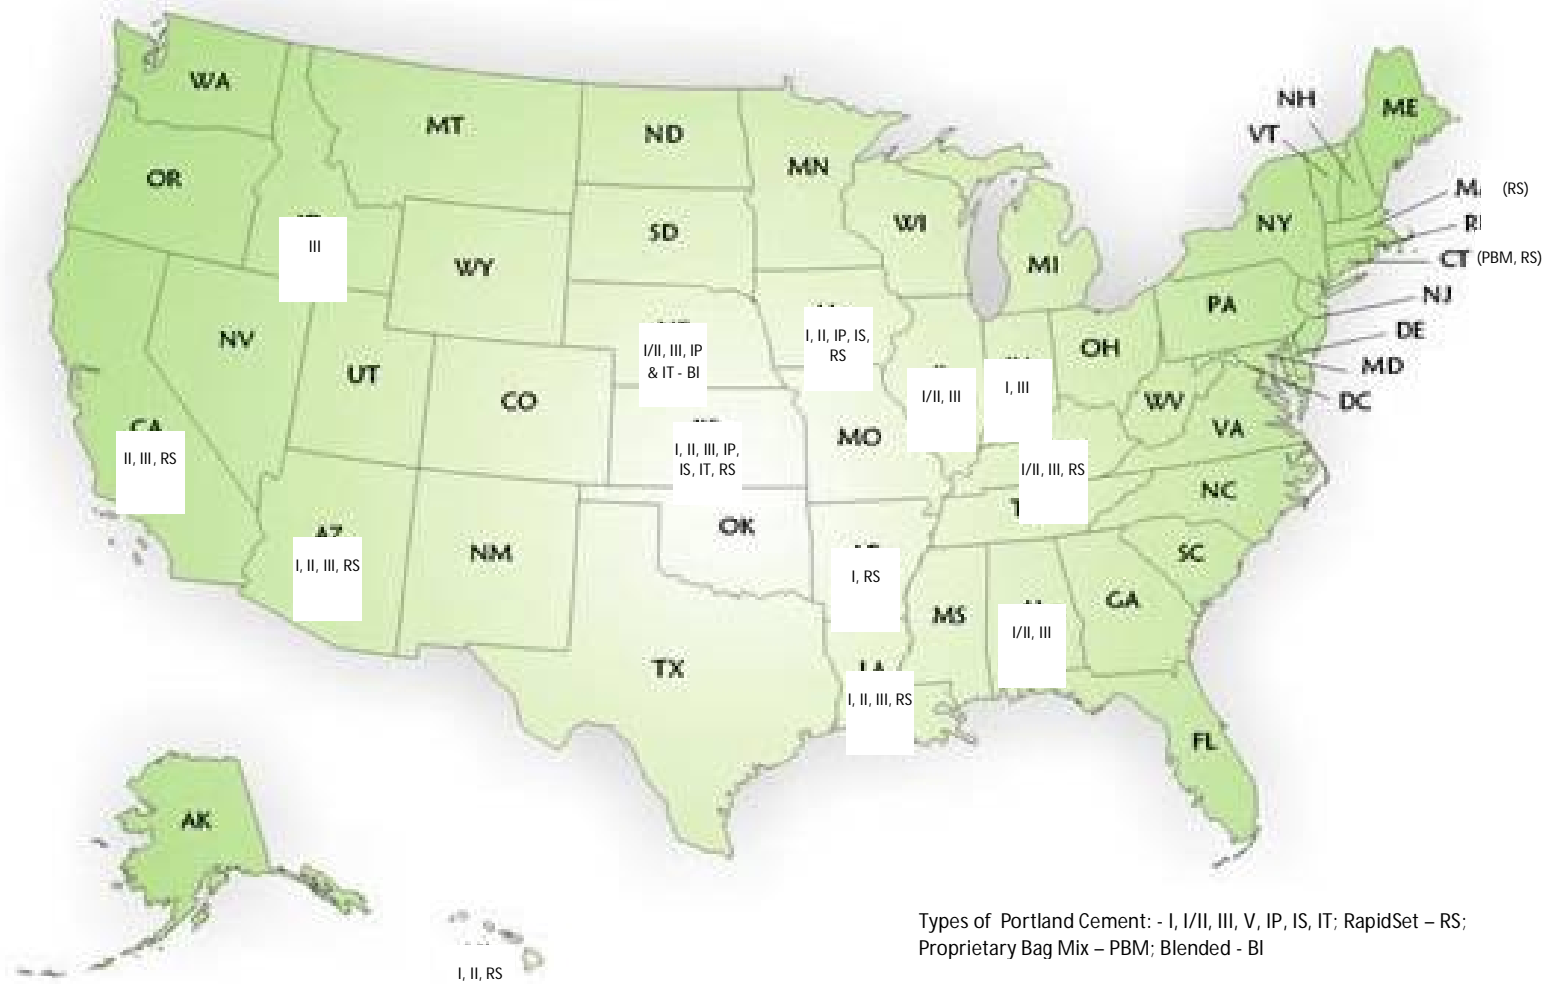 WA
MT
ND
MN
OR
ID
III
WY
SD
WI
MI
NY
NH
VT
ME
(RS)
CT (PBM, RS)
NJ
PA
DE
MD
DC
NV
UT
CO
I/II, III, IP
& IT - BI
I, II, IP, IS,
RS
I/II, III
I, III
OH
WV
VA
CA
II, III, RS
I, II, III, IP,
IS, IT, RS
MO
I/II, III, RS
NC
AZ
I, II, III, RS
NM
OK
I, RS
SC
MS
I/II, III
GA
TX
LA
I, II, III, RS
FL
AK
I, II, RS
Types of Portland Cement: - I, I/II, III, V, IP, IS, IT; RapidSet – RS;
Proprietary Bag Mix – PBM; Blended - BI